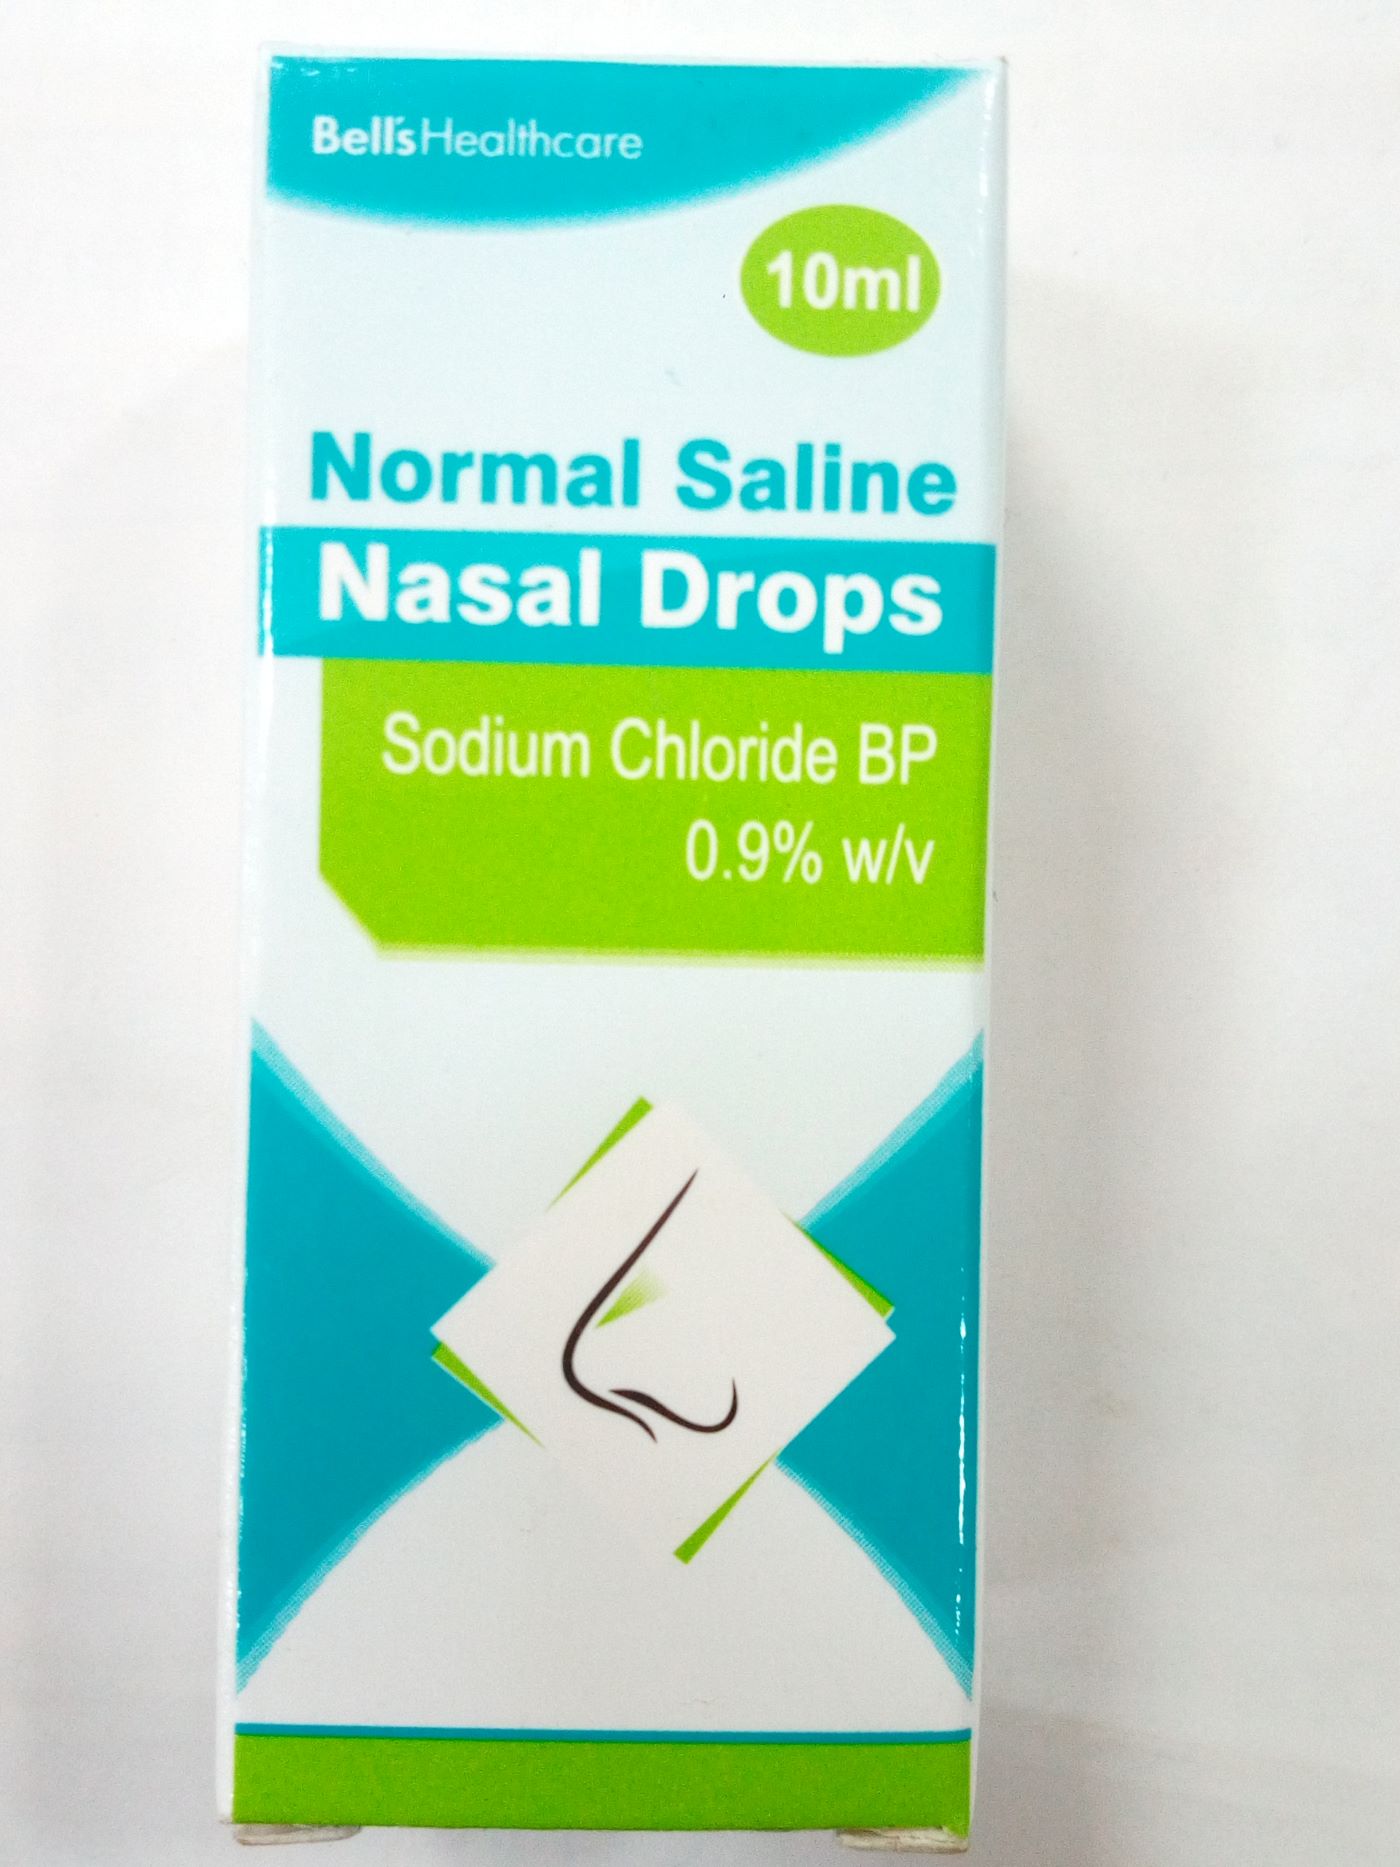 Bell's Healthcare
10ml
Normal Saline
Nasal Drops
Sodium Chloride BP
0.9% w/v